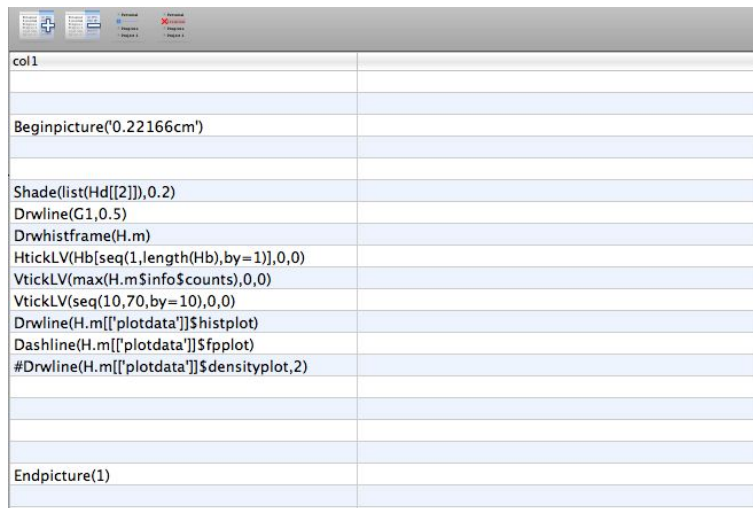 col1
Beginpicture('0.22166cm')
Shade(list(Hd[[2]]),0.2)
Drwline(G1,0.5)
Drwhistframe(H.m)
HtickLV(Hb[seq(1,length(Hb),by=1)],0,0)
VtickLV(max(H.m$info$counts),0,0)
VtickLV(seq(10,70,by=10),0,0)
Drwline(H.m[['plotdata']]$histplot)
Dashline(H.m[['plotdata']]$fpplot)
#Drwline(H.m[['plotdata']]$densityplot,2)
Endpicture(1)